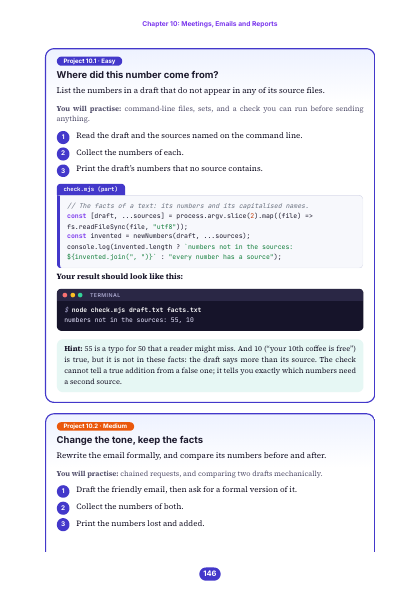 Chapter 10: Meetings, Emails and Reports
Project 10.1 · Easy
Where did this number come from?
List the numbers in a draft that do not appear in any of its source files.
You will practise: command-line files, sets, and a check you can run before sending
anything.
1 Read the draft and the sources named on the command line.
2 Collect the numbers of each.
3 Print the draft's numbers that no source contains.
check.mjs (part)
// The facts of a text: its numbers and its capitalised names.
const [draft, ...sources] = process.argv.slice(2).map((file) =>
fs.readFileSync(file, "utf8"));
const invented = newNumbers(draft, ...sources);
console.log(invented.length ? `numbers not in the sources:
${invented.join(", ")}` : "every number has a source");
Your result should look like this:
TERMINAL
$ node check.mjs draft.txt facts.txt
numbers not in the sources: 55, 10
Hint: 55 is a typo for 50 that a reader might miss. And 10 ("your 10th coffee is free")
is true, but it is not in these facts: the draft says more than its source. The check
cannot tell a true addition from a false one; it tells you exactly which numbers need
a second source.
Project 10.2 · Medium
Change the tone, keep the facts
Rewrite the email formally, and compare its numbers before and after.
You will practise: chained requests, and comparing two drafts mechanically.
1 Draft the friendly email, then ask for a formal version of it.
2 Collect the numbers of both.
3 Print the numbers lost and added.
146